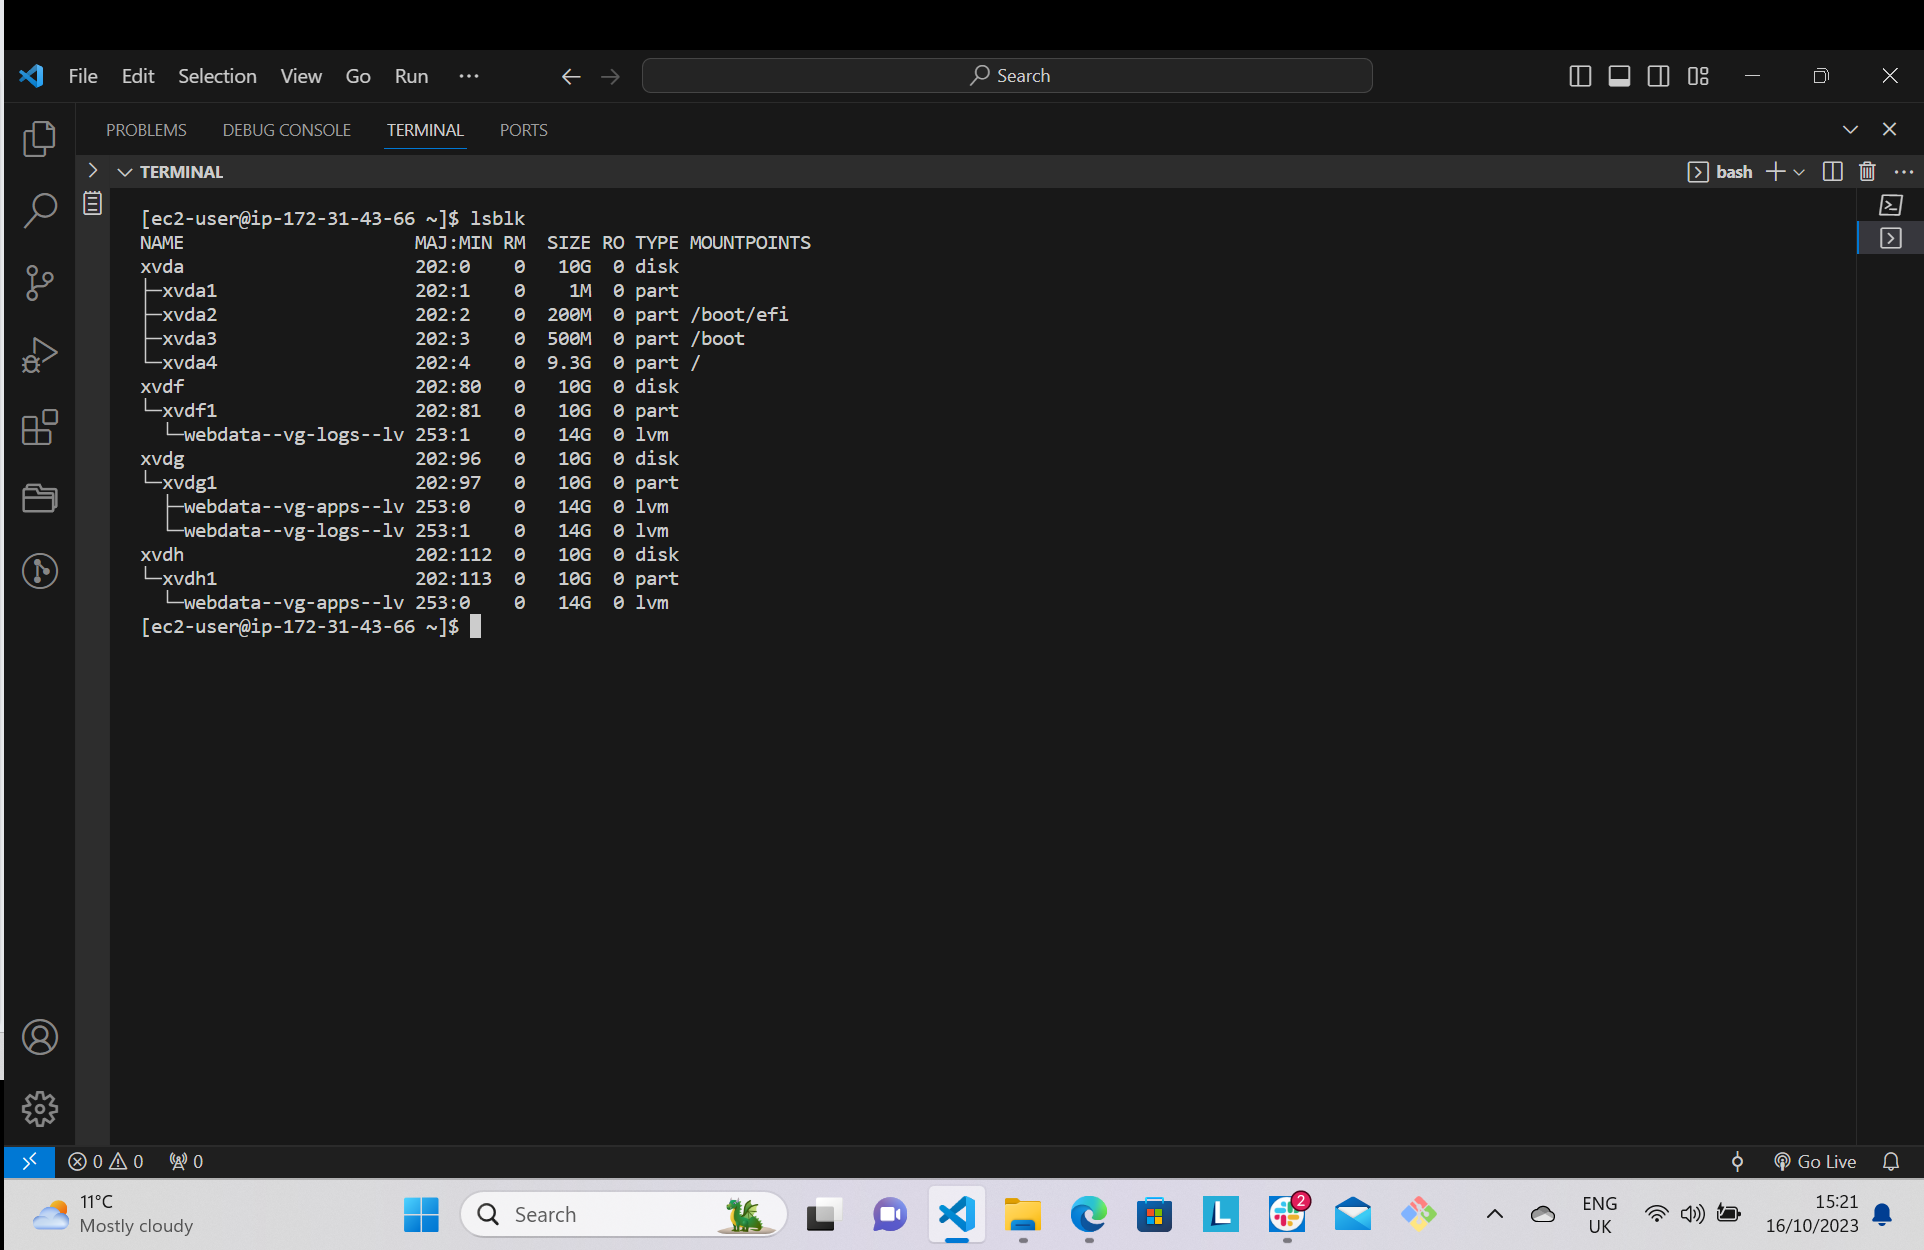 File Edit Selection View Go Run ··· Search
PROBLEMS DEBUG CONSOLE TERMINAL PORTS
TERMINAL bash
[ec2-user@ip-172-31-43-66 ~]$ lsblk
NAME                     MAJ:MIN RM  SIZE RO TYPE MOUNTPOINTS
xvda                     202:0    0   10G  0 disk
├─xvda1                  202:1    0    1M  0 part
├─xvda2                  202:2    0  200M  0 part /boot/efi
├─xvda3                  202:3    0  500M  0 part /boot
└─xvda4                  202:4    0  9.3G  0 part /
xvdf                     202:80   0   10G  0 disk
└─xvdf1                  202:81   0   10G  0 part
  └─webdata--vg-logs--lv 253:1    0   14G  0 lvm
xvdg                     202:96   0   10G  0 disk
└─xvdg1                  202:97   0   10G  0 part
  ├─webdata--vg-apps--lv 253:0    0   14G  0 lvm
  └─webdata--vg-logs--lv 253:1    0   14G  0 lvm
xvdh                     202:112  0   10G  0 disk
└─xvdh1                  202:113  0   10G  0 part
  └─webdata--vg-apps--lv 253:0    0   14G  0 lvm
[ec2-user@ip-172-31-43-66 ~]$
0 0 0 Go Live
11°C
Mostly cloudy
Search
L
2
ENG
UK
15:21
16/10/2023